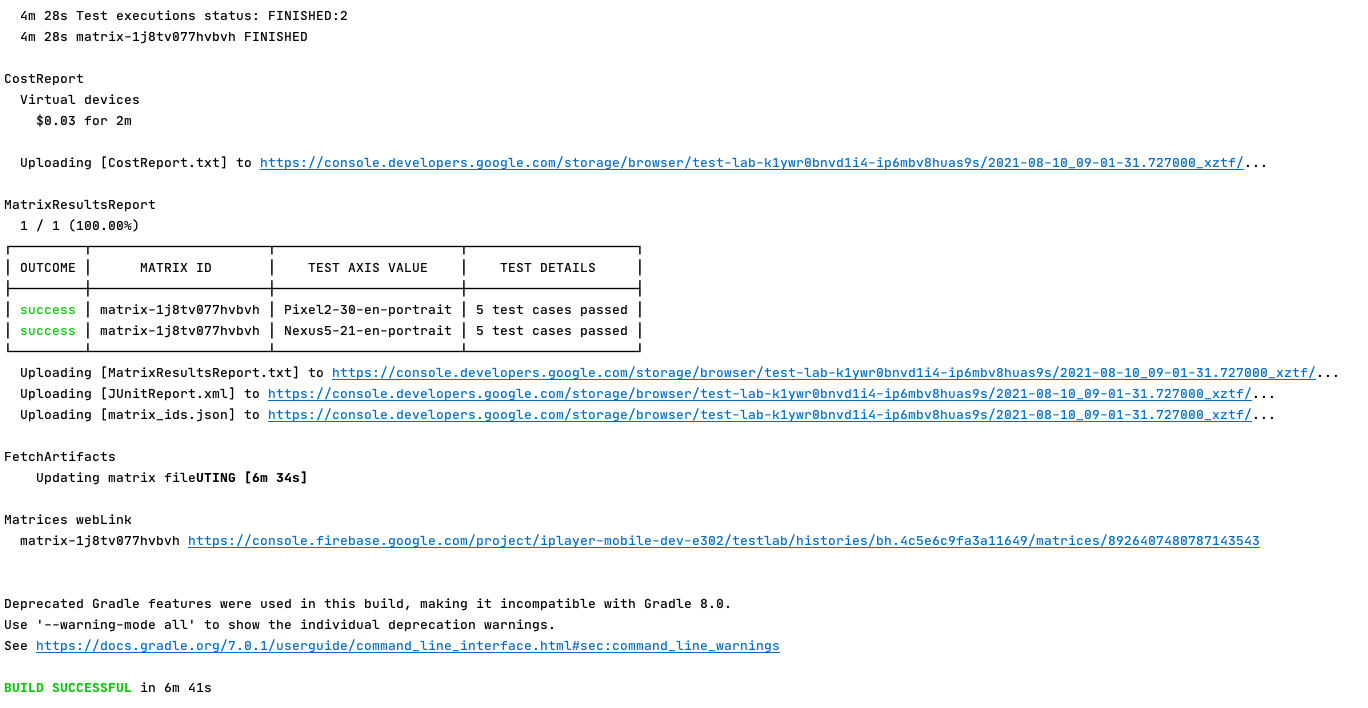 4m 28s Test executions status: FINISHED:2
4m 28s matrix-1j8tv077hvbvh FINISHED
CostReport
Virtual devices
$0.03 for 2m
Uploading [CostReport.txt] to https://console.developers.google.com/storage/browser/test-lab-k1ywr0bnvd1i4-ip6mbv8huas9s/2021-08-10_09-01-31.727000_xztf/...
MatrixResultsReport
1 / 1 (100.00%)
OUTCOME MATRIX ID TEST AXIS VALUE TEST DETAILS
success matrix-1j8tv077hvbvh Pixel2-30-en-portrait 5 test cases passed
success matrix-1j8tv077hvbvh Nexus5-21-en-portrait 5 test cases passed
Uploading [MatrixResultsReport.txt] to https://console.developers.google.com/storage/browser/test-lab-k1ywr0bnvd1i4-ip6mbv8huas9s/2021-08-10_09-01-31.727000_xztf/...
Uploading [JUnitReport.xml] to https://console.developers.google.com/storage/browser/test-lab-k1ywr0bnvd1i4-ip6mbv8huas9s/2021-08-10_09-01-31.727000_xztf/...
Uploading [matrix_ids.json] to https://console.developers.google.com/storage/browser/test-lab-k1ywr0bnvd1i4-ip6mbv8huas9s/2021-08-10_09-01-31.727000_xztf/...
FetchArtifacts
Updating matrix fileUTING [6m 34s]
Matrices webLink
matrix-1j8tv077hvbvh https://console.firebase.google.com/project/iplayer-mobile-dev-e302/testlab/histories/bh.4c5e6c9fa3a11649/matrices/8926407480787143543
Deprecated Gradle features were used in this build, making it incompatible with Gradle 8.0.
Use '--warning-mode all' to show the individual deprecation warnings.
See https://docs.gradle.org/7.0.1/userguide/command_line_interface.html#sec:command_line_warnings
BUILD SUCCESSFUL in 6m 41s